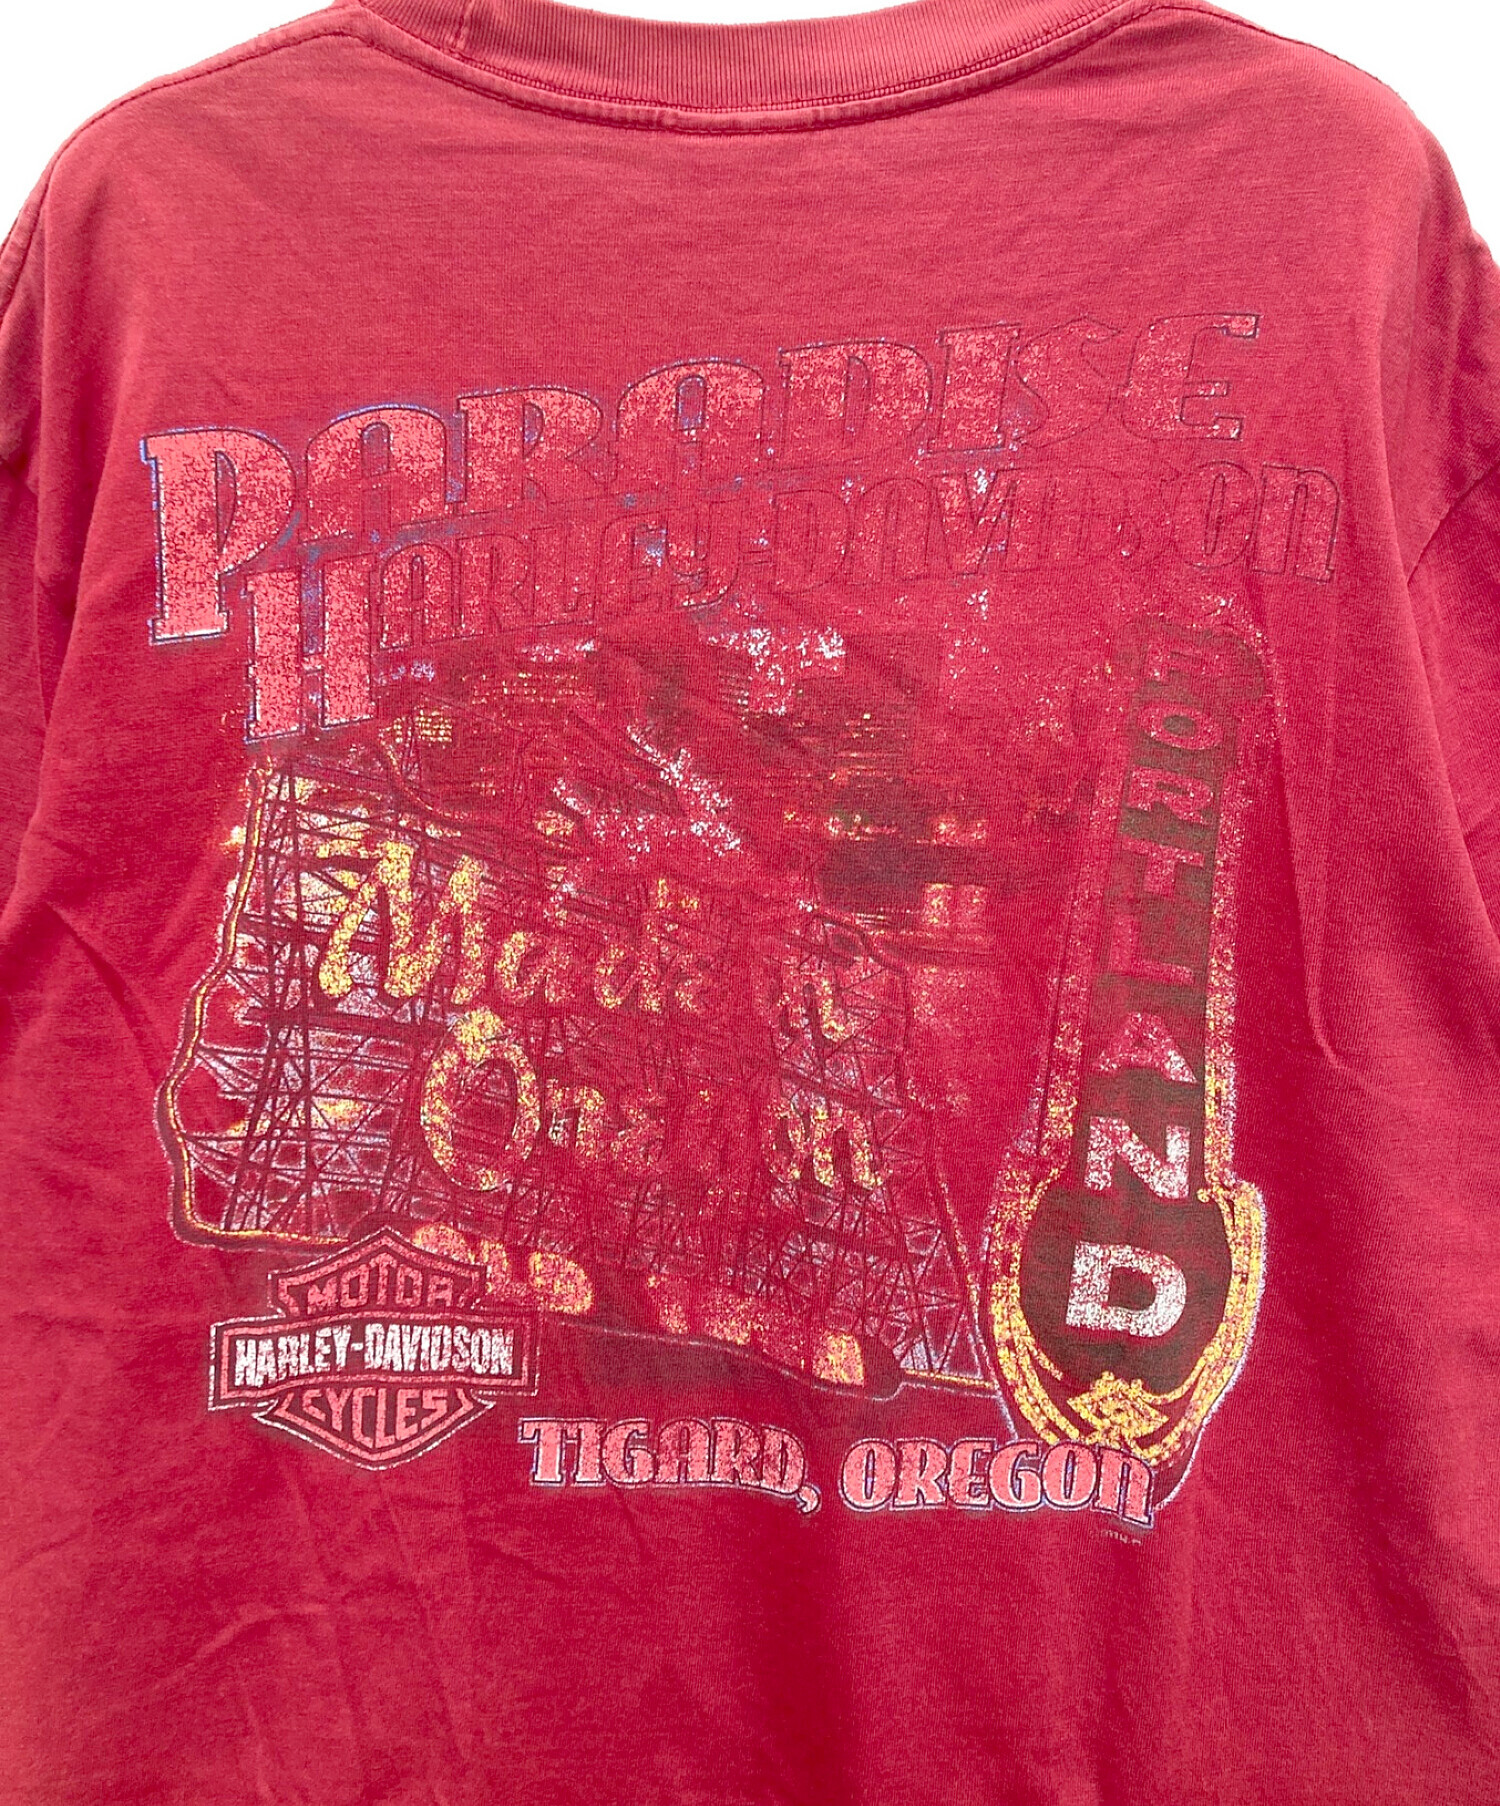 PARADISE
HARLEY-DAVIDSON
PORTLAND
Made in
Oregon
MOTOR
HARLEY-DAVIDSON
CYCLES
TIGARD, OREGON